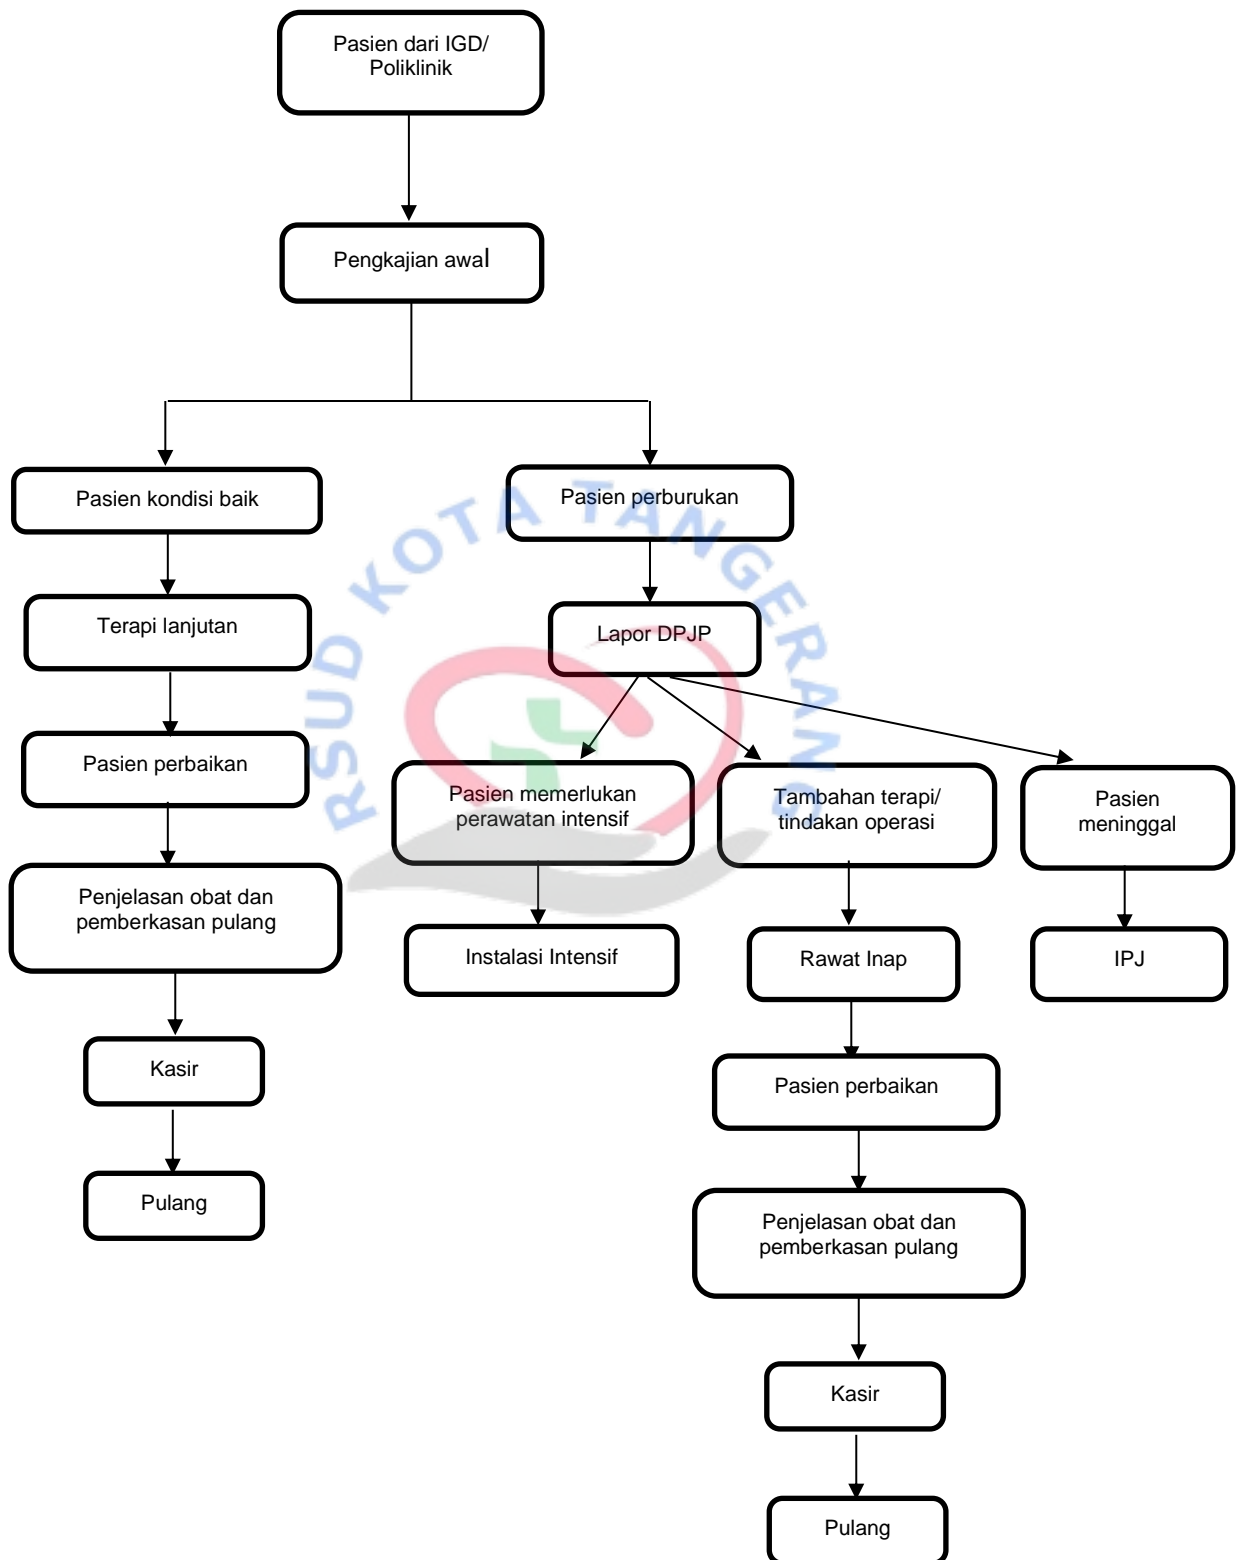 Pasien dari IGD/
Poliklinik
Pengkajian awal
Pasien kondisi baik
Pasien perburukan
Terapi lanjutan
Lapor DPJP
Pasien perbaikan
Pasien memerlukan
perawatan intensif
Tambahan terapi/
tindakan operasi
Pasien
meninggal
Penjelasan obat dan
pemberkasan pulang
Instalasi Intensif
Rawat Inap
IPJ
Kasir
Pasien perbaikan
Pulang
Penjelasan obat dan
pemberkasan pulang
Kasir
Pulang
RSUD KOTA TANGERANG